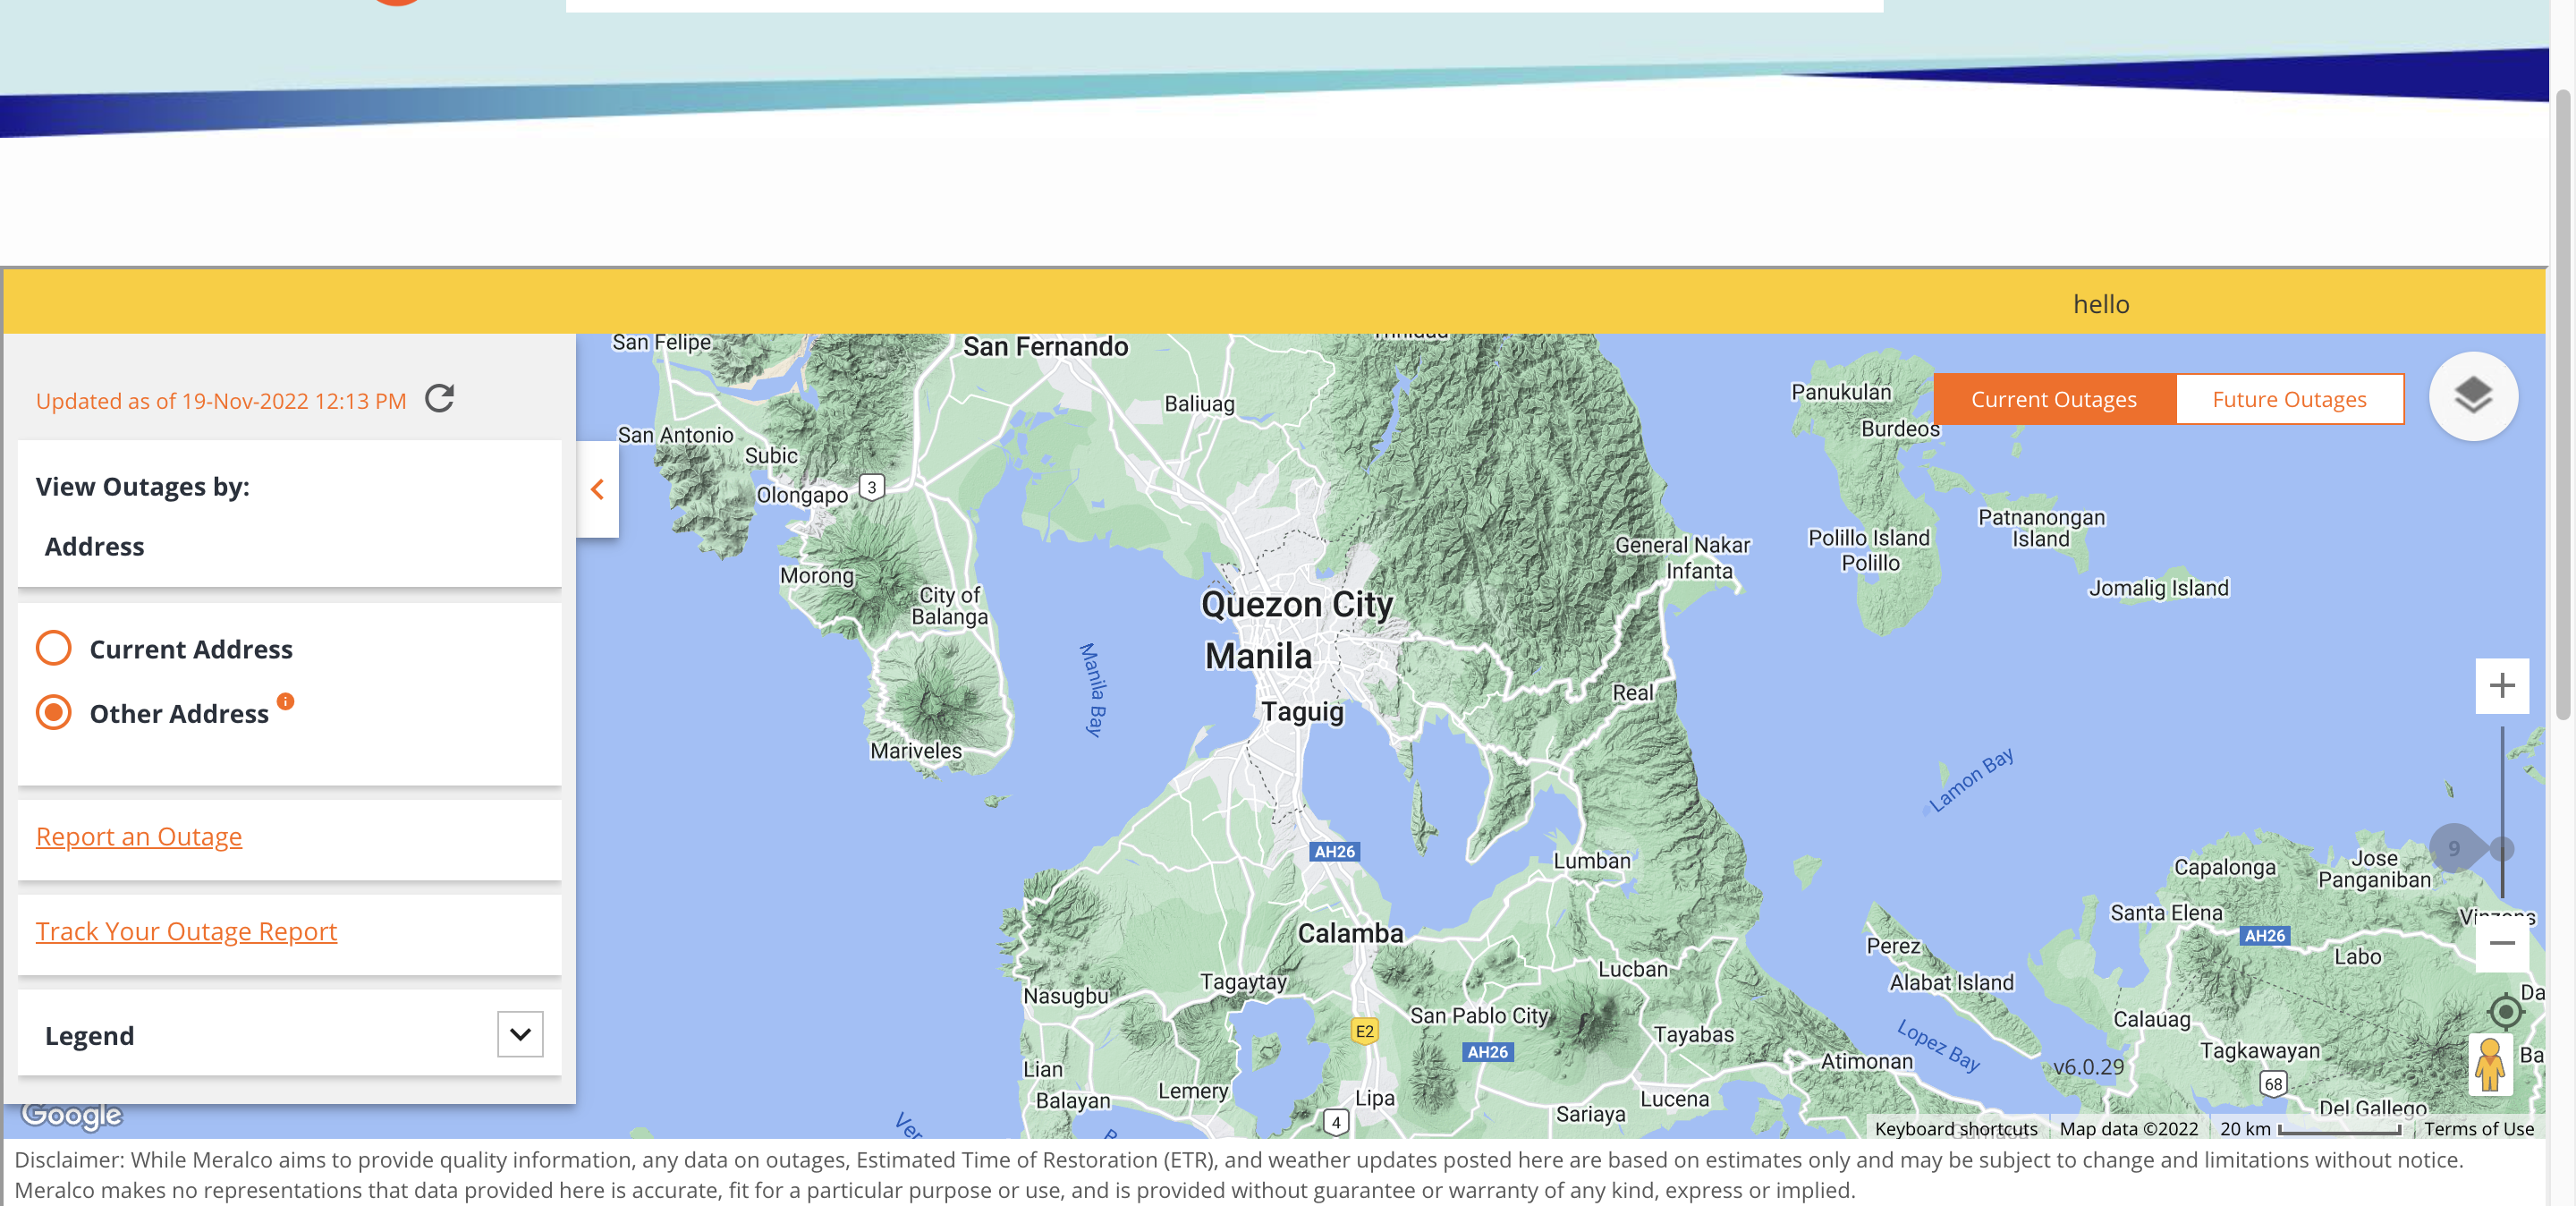 hello
Updated as of 19-Nov-2022 12:13 PM
View Outages by:
Address
Current Address
Other Address
Report an Outage
Track Your Outage Report
Legend
Current Outages
Future Outages
San Felipe
San Fernando
Trinidad
Baliuag
San Antonio
Subic
Olongapo
3
Morong
City of
Balanga
Mariveles
Manila Bay
Quezon City
Manila
Taguig
General Nakar
Infanta
Real
Panukulan
Burdeos
Patnanongan
Island
Polillo Island
Polillo
Jomalig Island
Lamon Bay
AH26
Lumban
Calamba
Lucban
Tagaytay
Nasugbu
San Pablo City
E2
AH26
Tayabas
Lian
Lemery
Balayan
Lipa
4
Sariaya
Lucena
Atimonan
Perez
Alabat Island
Lopez Bay
9
Capalonga
Jose
Panganiban
Santa Elena
Vinzons
AH26
Labo
Calauag
Tagkawayan
68
Del Gallego
v6.0.29
Google
Keyboard shortcuts
Map data ©2022
20 km
Terms of Use
Disclaimer: While Meralco aims to provide quality information, any data on outages, Estimated Time of Restoration (ETR), and weather updates posted here are based on estimates only and may be subject to change and limitations without notice.
Meralco makes no representations that data provided here is accurate, fit for a particular purpose or use, and is provided without guarantee or warranty of any kind, express or implied.